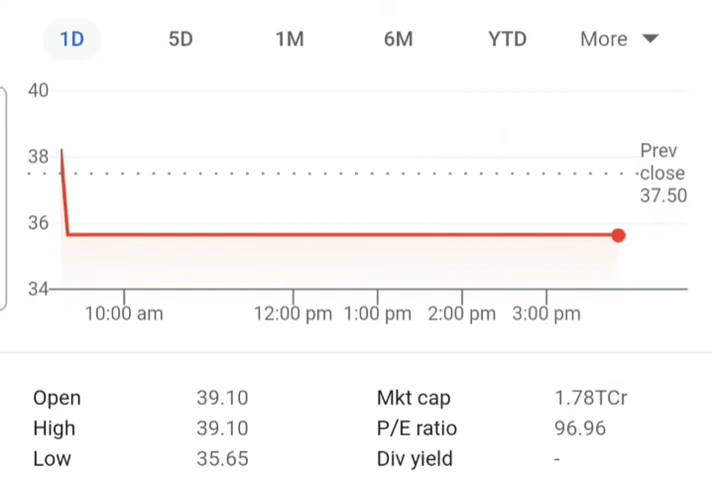 1D 5D 1M 6M YTD More
40
38
36
34
Prev
close
37.50
10:00 am 12:00 pm 1:00 pm 2:00 pm 3:00 pm
Open 39.10 Mkt cap 1.78TCr
High 39.10 P/E ratio 96.96
Low 35.65 Div yield -